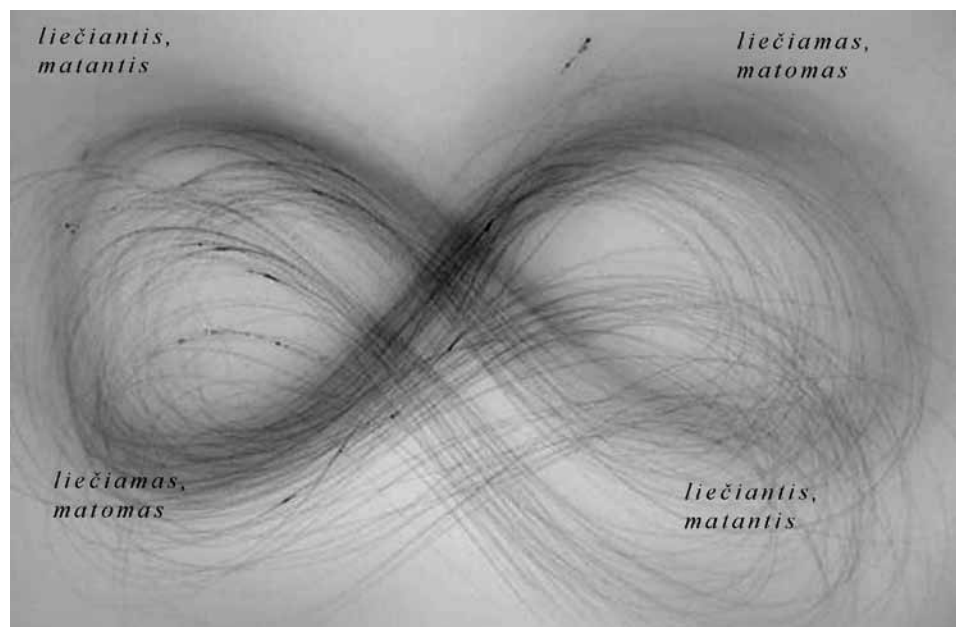 liečiantis,
matantis
liečiamas,
matomas
liečiamas,
matomas
liečiantis,
matantis